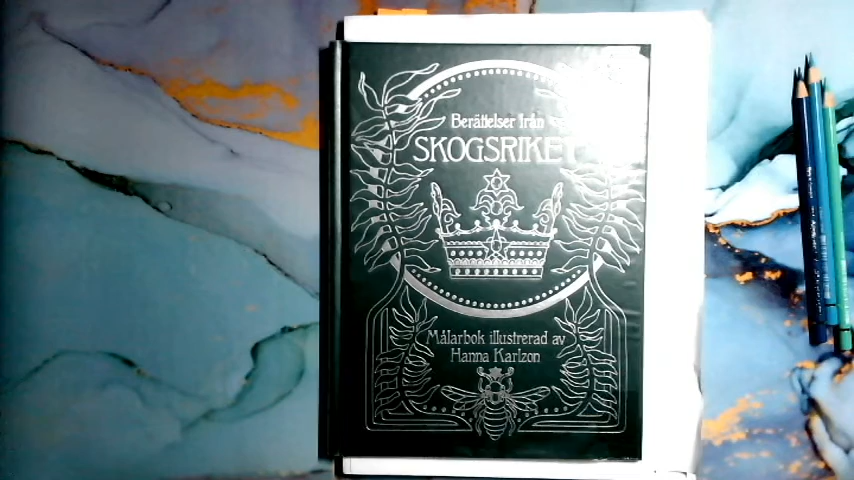 Berättelser från
SKOGSRIKET
Målarbok illustrerad av
Hanna Karlzon